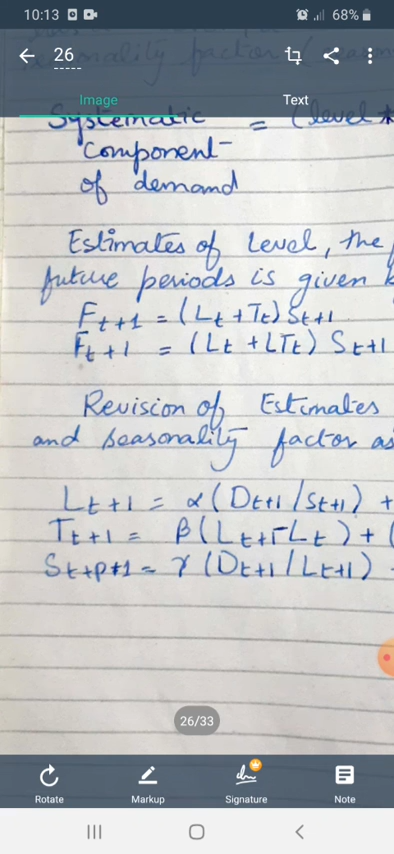 10:13 68%
26
Image Text
Systematic = (level *
Component
of demand
Estimates of level, the
future periods is given
Ft+1 = (Lt + Tt) St+1
Ft+1 = (Lt + LTt) St+1
Revision of Estimates
and seasonality factor as
Lt+1 = α(Dt+1/St+1) +
Tt+1 = β(Lt+1-Lt) + (
St+p+1 = γ(Dt+1/Lt+1)
26/33
Rotate Markup Signature Note